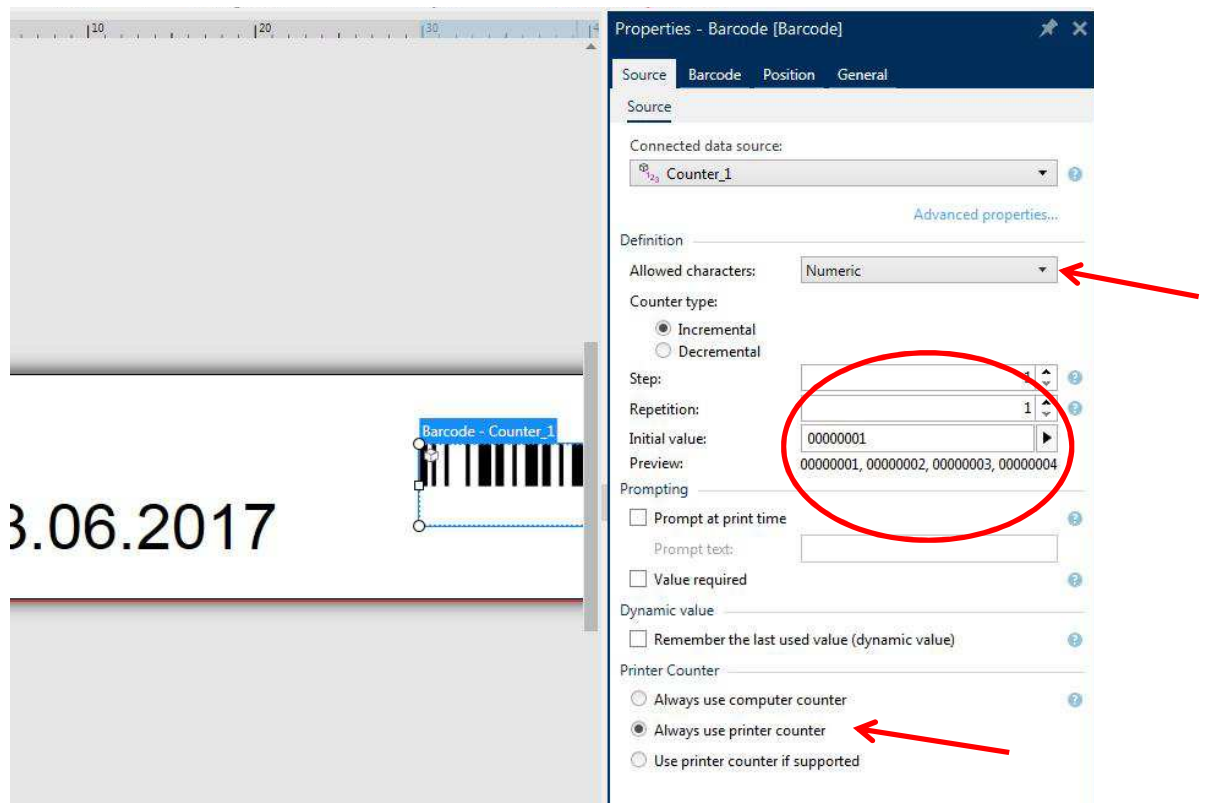 10 20 30 4
Properties - Barcode [Barcode]
Source Barcode Position General
Source
Connected data source:
123 Counter_1
Advanced properties...
Definition
Allowed characters: Numeric
Counter type:
Incremental
Decremental
Step: 1
Repetition: 1
Initial value: 00000001
Preview: 00000001, 00000002, 00000003, 00000004
Barcode - Counter_1
3.06.2017
Prompting
Prompt at print time
Prompt text:
Value required
Dynamic value
Remember the last used value (dynamic value)
Printer Counter
Always use computer counter
Always use printer counter
Use printer counter if supported